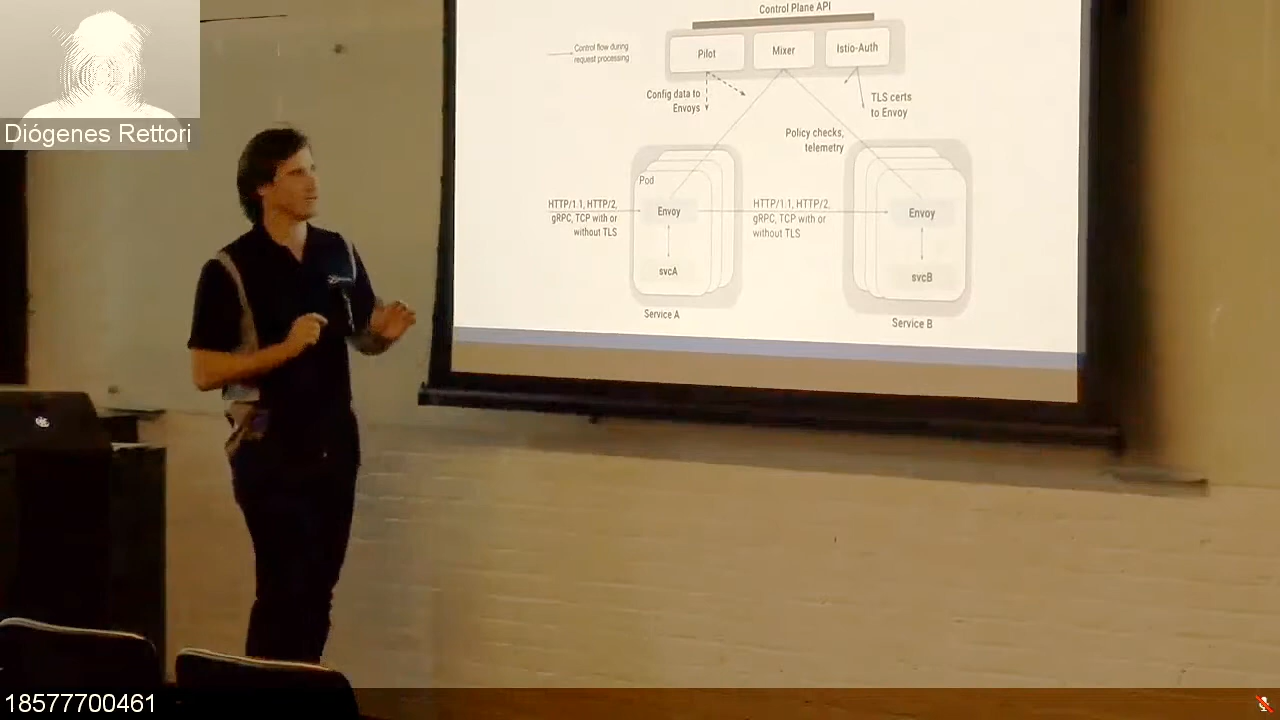 Diógenes Rettori
Control Plane API
Control flow during
request processing
Pilot
Mixer
Istio-Auth
Config data to
Envoys
TLS certs
to Envoy
Policy checks,
telemetry
Pod
HTTP/1.1, HTTP/2,
gRPC, TCP with or
without TLS
Envoy
svcA
Service A
HTTP/1.1, HTTP/2,
gRPC, TCP with or
without TLS
Envoy
svcB
Service B
18577700461